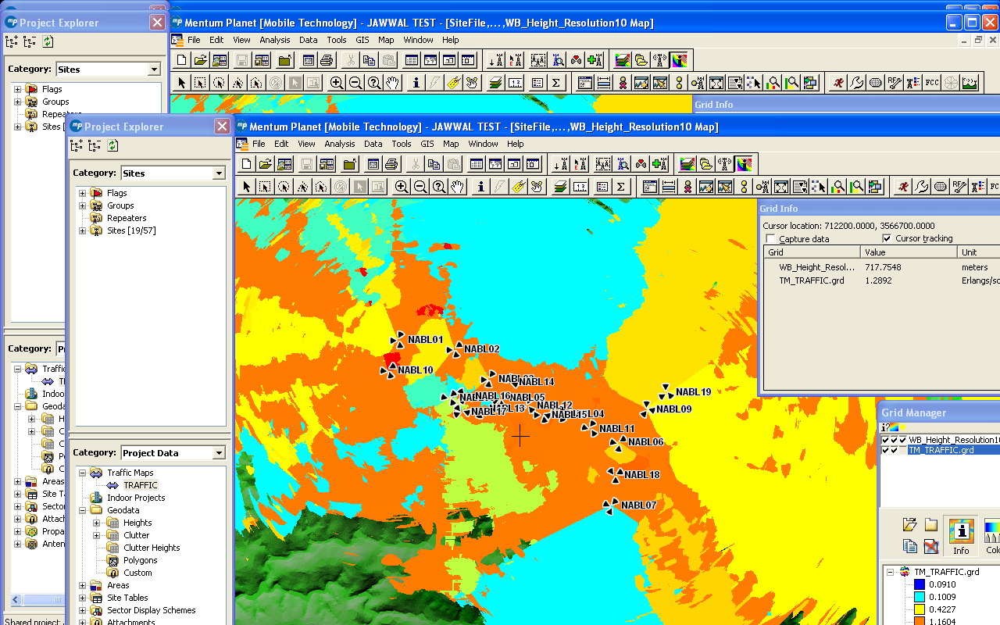 Project Explorer
Mentum Planet [Mobile Technology] - JAWWAL TEST - [SiteFile,...,WB_Height_Resolution10 Map]
File Edit View Analysis Data Tools GIS Map Window Help
Category: Sites
Flags
Groups
Repeaters
Sites
Grid Info
Project Explorer
Mentum Planet [Mobile Technology] - JAWWAL TEST - [SiteFile,...,WB_Height_Resolution10 Map]
File Edit View Analysis Data Tools GIS Map Window Help
Category: Sites
Flags
Groups
Repeaters
Sites [19/57]
Grid Info
Cursor location: 712200.0000, 3566700.0000
Capture data Cursor tracking
Grid Value Unit
WB_Height_Resol... 717.7548 meters
TM_TRAFFIC.grd 1.2892 Erlangs/sc
NABL01
NABL02
NABL10
NABL14
NABL19
NABL16
NABL05
NABL12
NABL09
NABL17
NABL11
NABL06
NABL18
NABL07
Category:
Traffic
Indoo
Geoda
Areas
Site Ta
Sector
Attach
Propa
Anten
Shared project:
Category: Project Data
Traffic Maps
TRAFFIC
Indoor Projects
Geodata
Heights
Clutter
Clutter Heights
Polygons
Custom
Areas
Site Tables
Sector Display Schemes
Attachments
Grid Manager
WB_Height_Resolution10
TM_TRAFFIC.grd
Info Colo
TM_TRAFFIC.grd
0.0910
0.1009
0.4227
1.1604